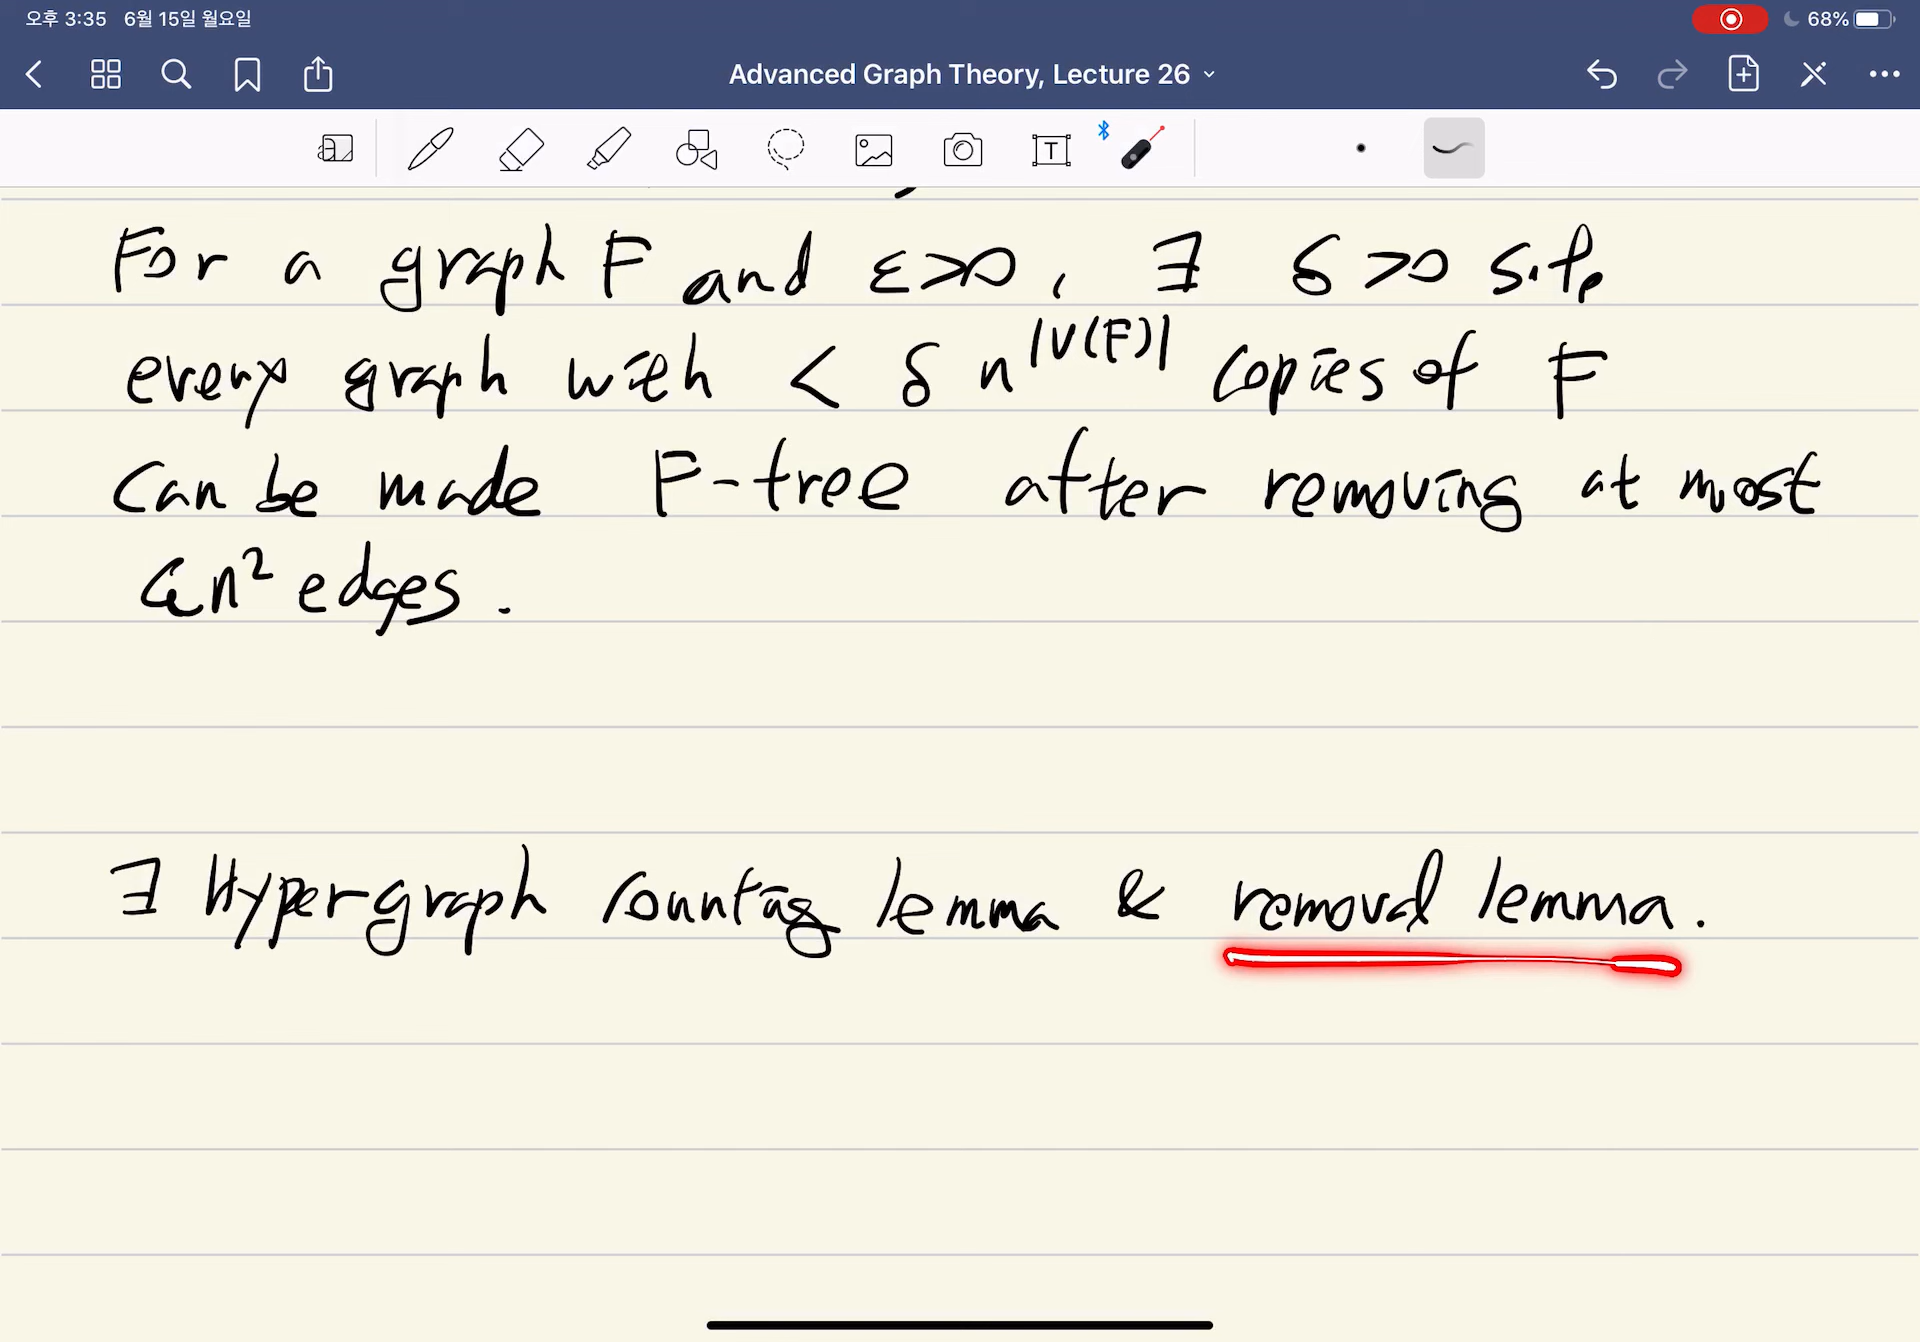 오후 3:35 6월 15일 월요일 68%
Advanced Graph Theory, Lecture 26
For a graph F and ε>0, ∃ δ>0 s.t.
every graph with < δ n^|V(F)| copies of F
can be made F-free after removing at most
εn² edges.
∃ Hypergraph counting lemma & removal lemma.